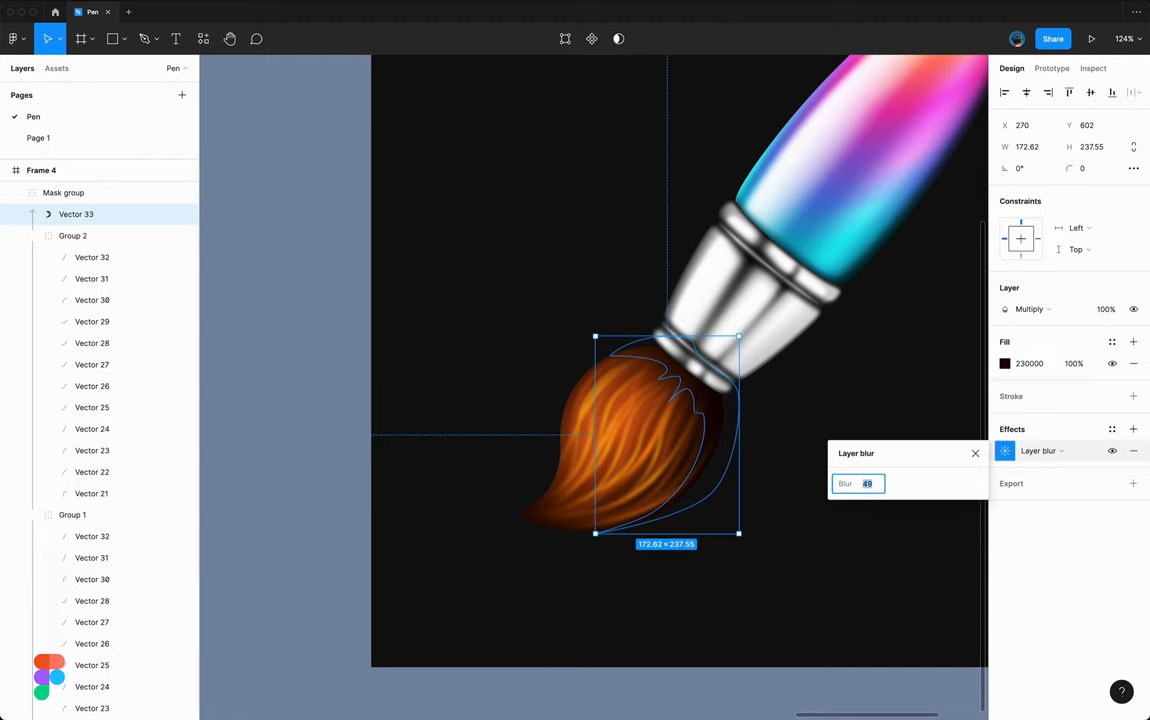 Pen
Share
124%
Layers
Assets
Pen
Pages
Pen
Page 1
Frame 4
Mask group
Vector 33
Group 2
Vector 32
Vector 31
Vector 30
Vector 29
Vector 28
Vector 27
Vector 26
Vector 25
Vector 24
Vector 23
Vector 22
Vector 21
Group 1
Vector 32
Vector 31
Vector 30
Vector 28
Vector 27
Vector 26
Vector 25
Vector 24
Vector 23
172.62 × 237.55
Layer blur
Blur 49
Design
Prototype
Inspect
X 270 Y 602
W 172.62 H 237.55
0° 0
Constraints
Left
Top
Layer
Multiply 100%
Fill
230000 100%
Stroke
Effects
Layer blur
Export
?